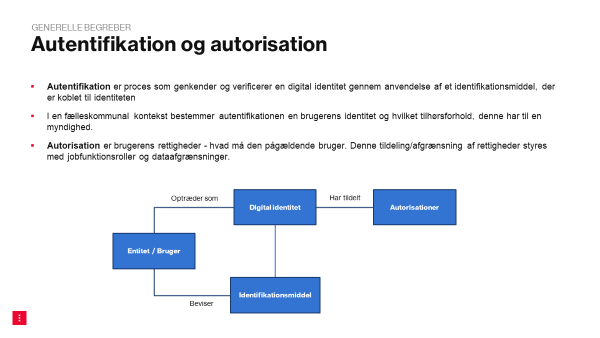 GENERELLE BEGREBER
Autentifikation og autorisation
Autentifikation er proces som genkender og verificerer en digital identitet gennem anvendelse af et identifikationsmiddel, der
er koblet til identiteten
I en fælleskommunal kontekst bestemmer autentifikationen en brugerens identitet og hvilket tilhørsforhold, denne har til en
myndighed.
Autorisation er brugerens rettigheder - hvad må den pågældende bruger. Denne tildeling/afgrænsning af rettigheder styres
med jobfunktionsroller og dataafgrænsninger.
Optræder som
Digital identitet
Har tildelt
Autorisationer
Entitet / Bruger
Identifikationsmiddel
Beviser